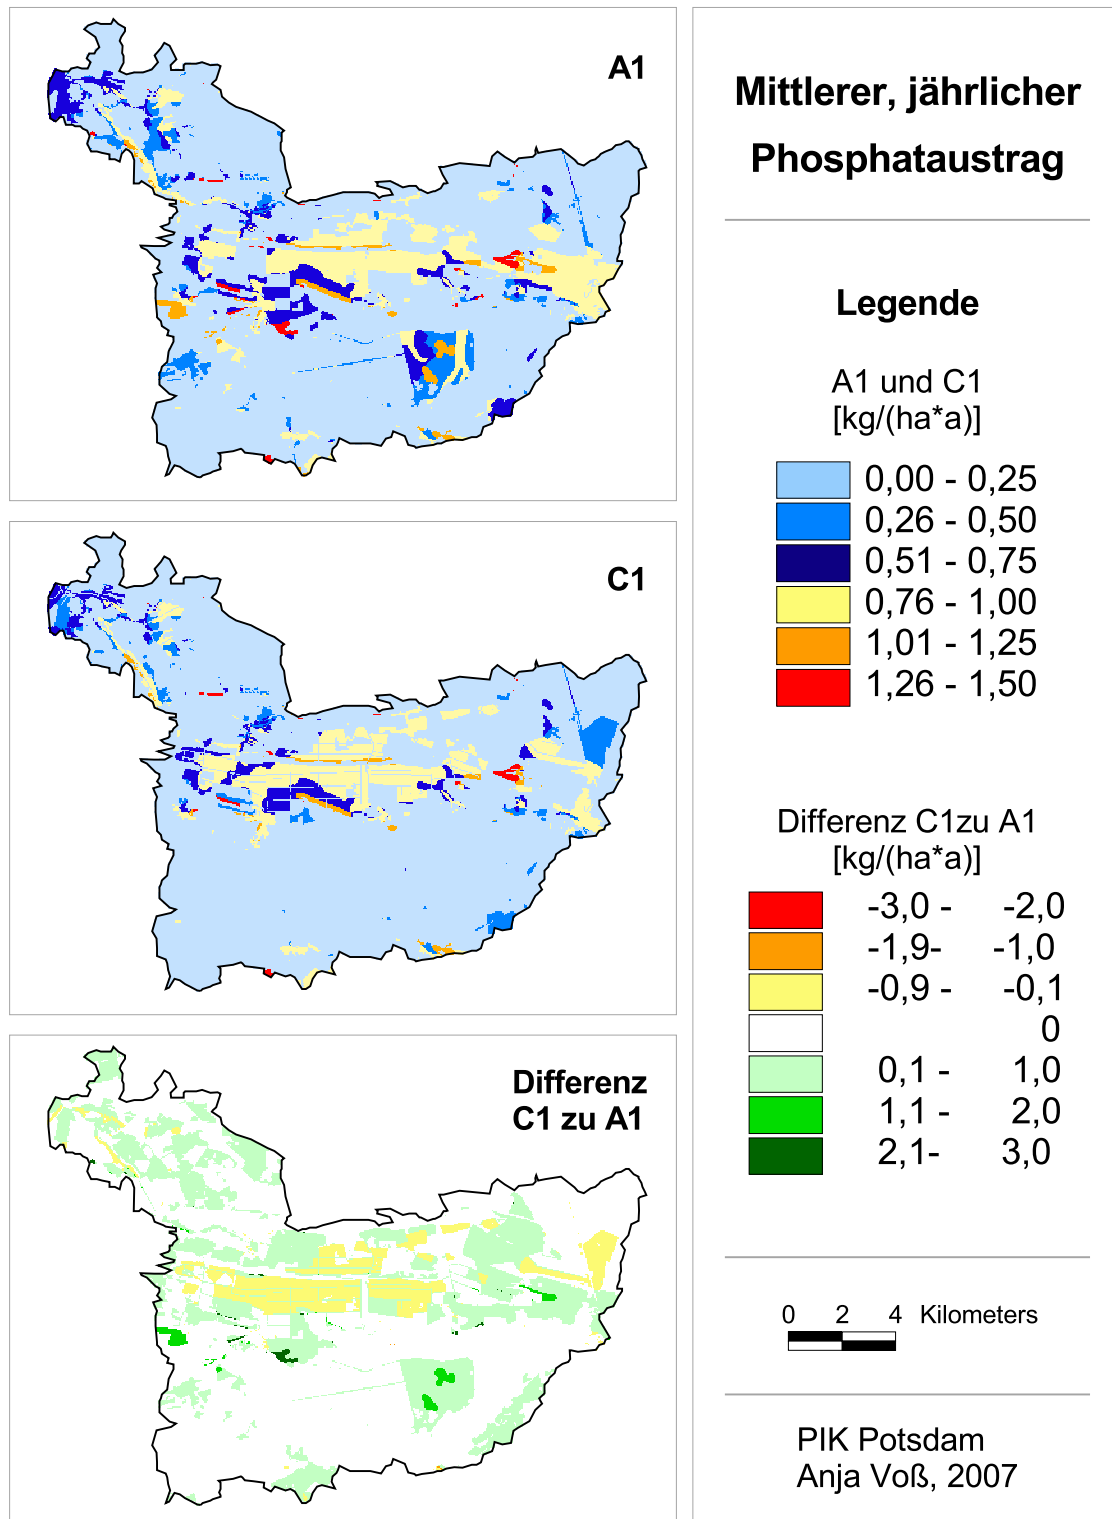 A1
C1
Differenz
C1 zu A1
Mittlerer, jährlicher
Phosphataustrag
Legende
A1 und C1
[kg/(ha*a)]
0,00 - 0,25
0,26 - 0,50
0,51 - 0,75
0,76 - 1,00
1,01 - 1,25
1,26 - 1,50
Differenz C1zu A1
[kg/(ha*a)]
-3,0 - -2,0
-1,9- -1,0
-0,9 - -0,1
0
0,1 - 1,0
1,1 - 2,0
2,1- 3,0
0 2 4 Kilometers
PIK Potsdam
Anja Voß, 2007